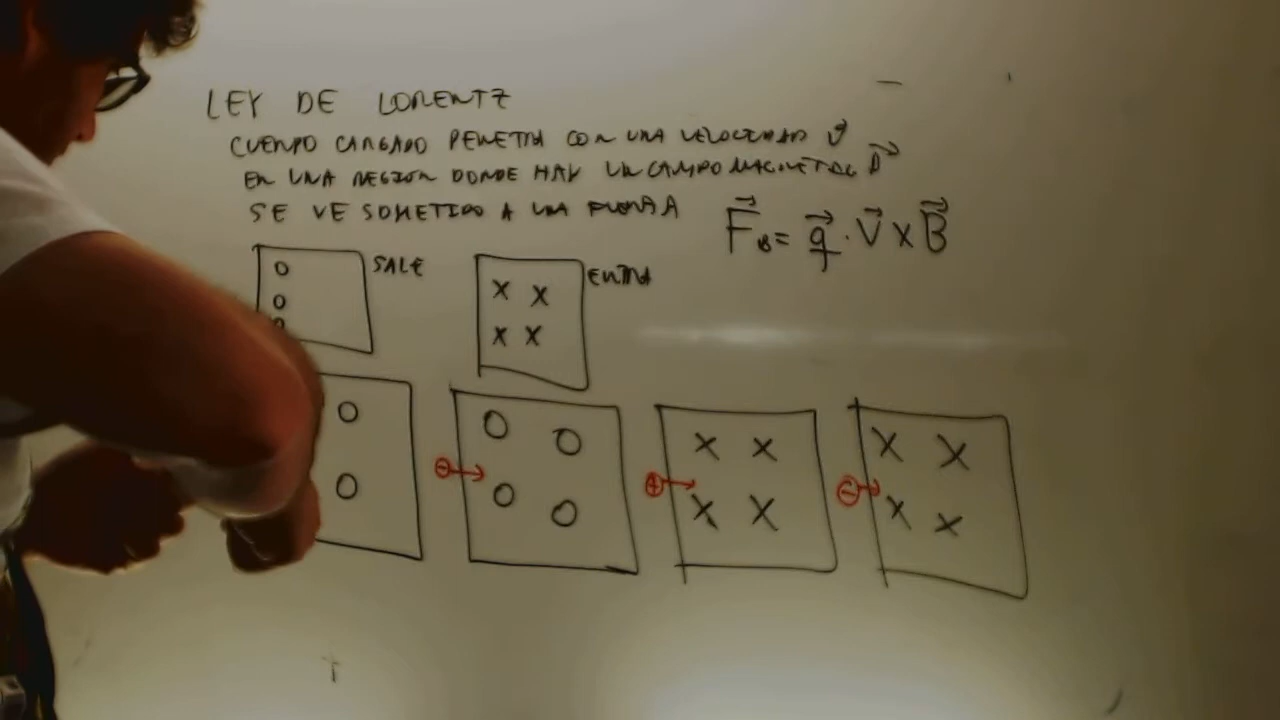 LEY DE LORENTZ
CUERPO CARGADO PENETRA CON UNA VELOCIDAD V
EN UNA REGION DONDE HAY UN CAMPO MAGNETICO B
SE VE SOMETIDO A UNA FUERZA
F⃗B = q⃗ · V⃗ X B⃗
SALE
ENTRA